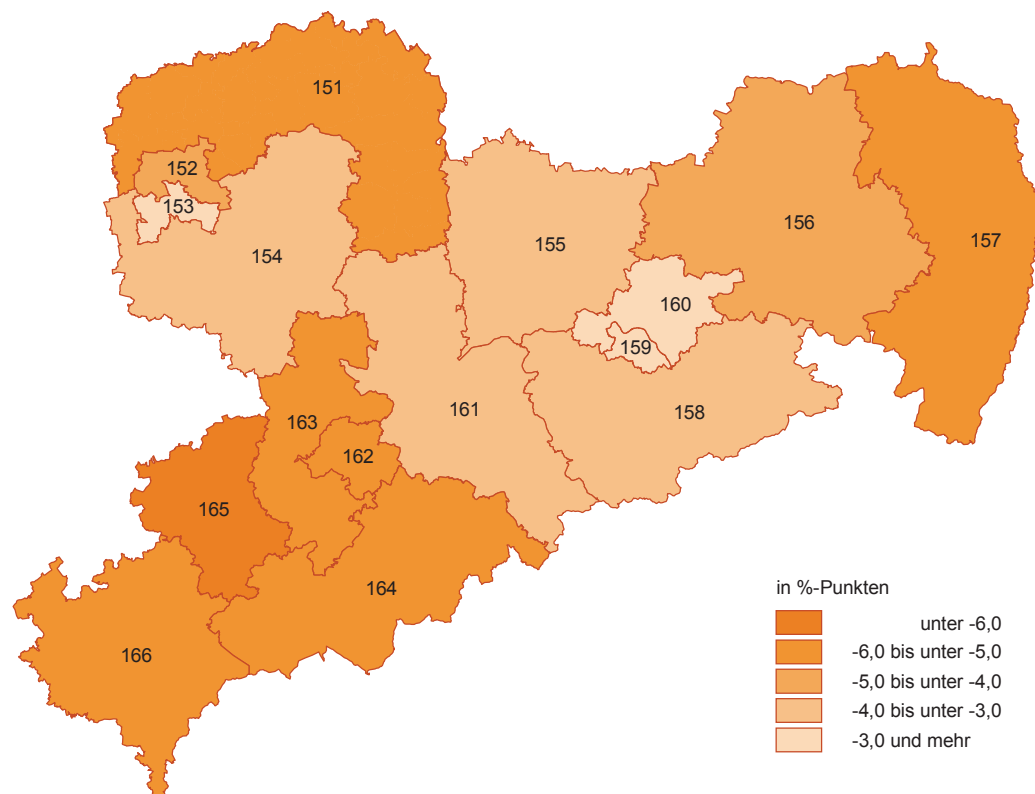 151
152
153
154
155
156
157
160
159
158
161
163
162
165
164
166
in %-Punkten
unter -6,0
-6,0 bis unter -5,0
-5,0 bis unter -4,0
-4,0 bis unter -3,0
-3,0 und mehr